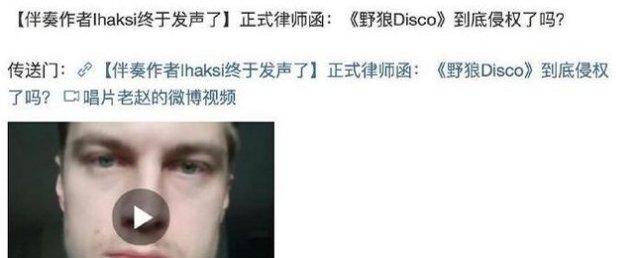 【伴奏作者Ihaksi终于发声了】正式律师函：《野狼Disco》到底侵权了吗？
传送门：【伴奏作者Ihaksi终于发声了】正式律师函：《野狼Disco》到底侵权
了吗？唱片老赵的微博视频